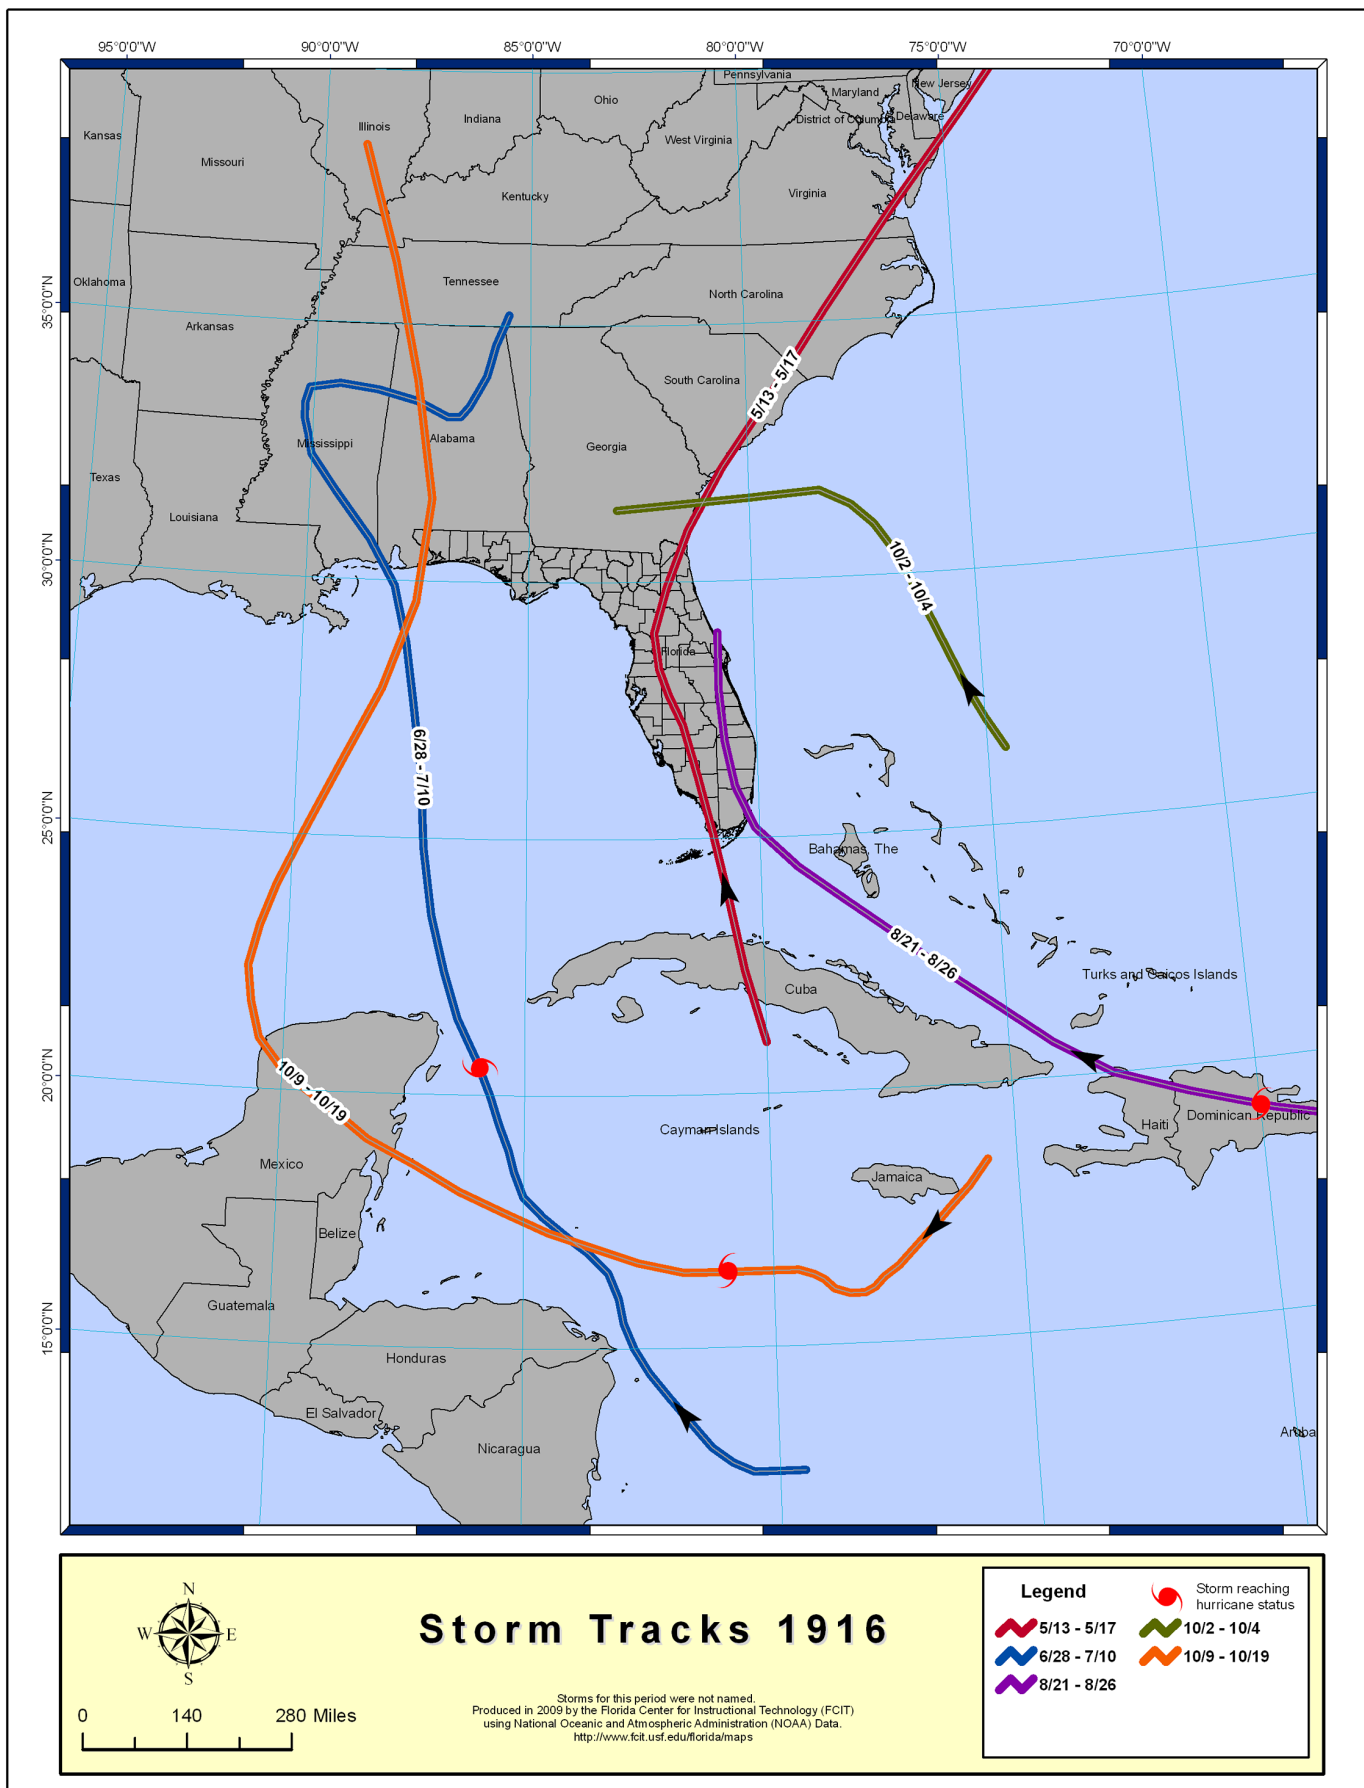 95°0'0"W
90°0'0"W
85°0'0"W
80°0'0"W
75°0'0"W
70°0'0"W
Pennsylvania
New Jersey
Maryland
Ohio
District of Columbia
Delaware
Indiana
Illinois
Kansas
West Virginia
Missouri
Virginia
Kentucky
Oklahoma
Tennessee
North Carolina
35°0'0"N
Arkansas
5/13 - 5/17
South Carolina
Mississippi
Alabama
Georgia
Texas
Louisiana
30°0'0"N
10/2 - 10/4
Florida
6/28 - 7/10
25°0'0"N
Bahamas, The
8/21 - 8/26
Turks and Caicos Islands
Cuba
20°0'0"N
10/9 - 10/19
Dominican Republic
Haiti
Cayman Islands
Mexico
Jamaica
Belize
Guatemala
15°0'0"N
Honduras
El Salvador
Aruba
Nicaragua
N
W
E
S
0 140 280 Miles
Storm Tracks 1916
Storms for this period were not named.
Produced in 2009 by the Florida Center for Instructional Technology (FCIT)
using National Oceanic and Atmospheric Administration (NOAA) Data.
http://www.fcit.usf.edu/florida/maps
Legend
Storm reaching
hurricane status
5/13 - 5/17
10/2 - 10/4
6/28 - 7/10
10/9 - 10/19
8/21 - 8/26